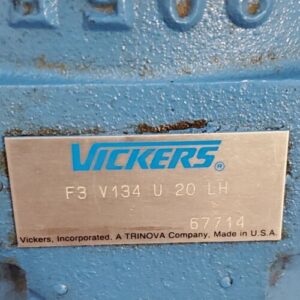 VICKERS®
F3 V134 U 20 LH
67714
Vickers, Incorporated. A TRINOVA Company. Made in U.S.A.